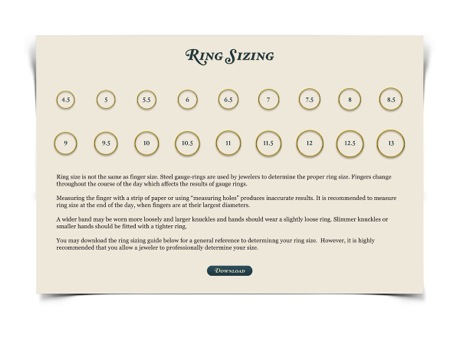 Ring Sizing
4.5 5 5.5 6 6.5 7 7.5 8 8.5
9 9.5 10 10.5 11 11.5 12 12.5 13
Ring size is not the same as finger size. Steel gauge-rings are used by jewelers to determine the proper ring size. Fingers change
throughout the course of the day which affects the results of gauge rings.
Measuring the finger with a strip of paper or using "measuring holes" produces inaccurate results. It is recommended to measure
ring size at the end of the day, when fingers are at their largest diameters.
A wider band may be worn more loosely and larger knuckles and hands should wear a slightly loose ring. Slimmer knuckles or
smaller hands should be fitted with a tighter ring.
You may download the ring sizing guide below for a general reference to determining your ring size. However, it is highly
recommended that you allow a jeweler to professionally determine your size.
Download